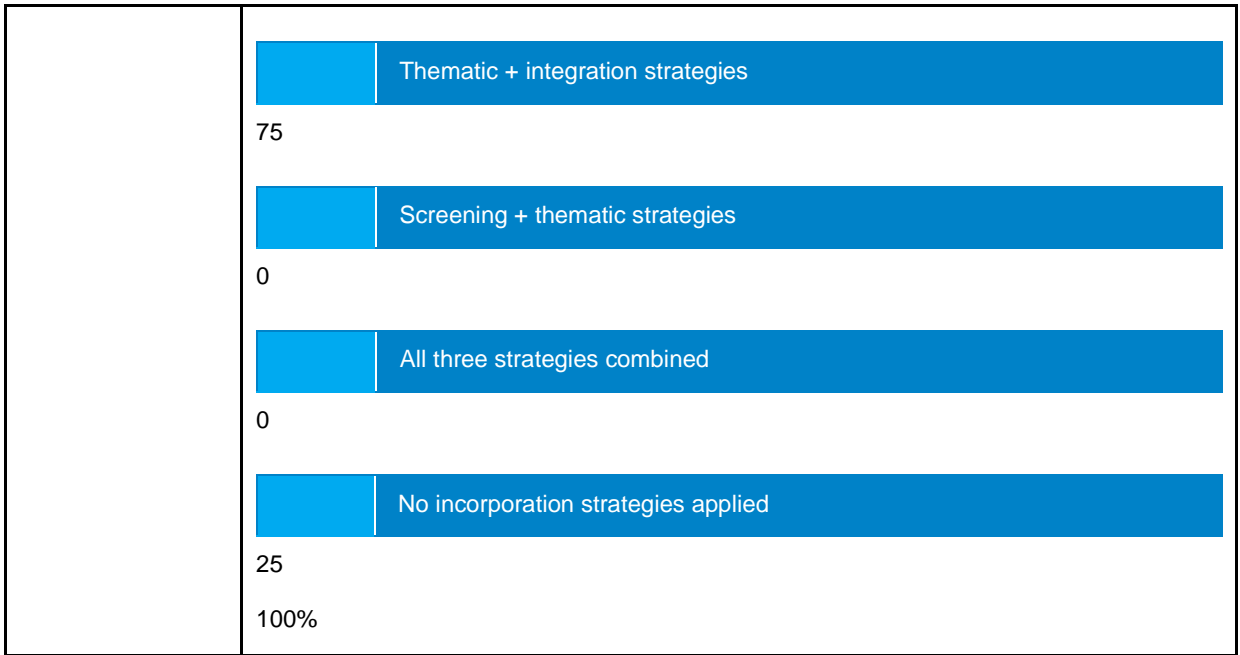 Thematic + integration strategies
75
Screening + thematic strategies
0
All three strategies combined
0
No incorporation strategies applied
25
100%